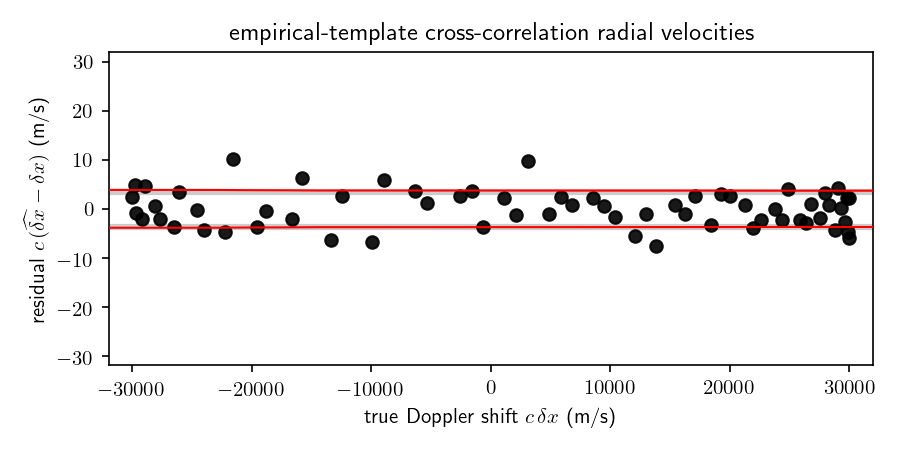 empirical-template cross-correlation radial velocities
residual $c\,(\widehat{\delta x} - \delta x)$ (m/s)
30
20
10
0
−10
−20
−30
−30000 −20000 −10000 0 10000 20000 30000
true Doppler shift $c\,\delta x$ (m/s)